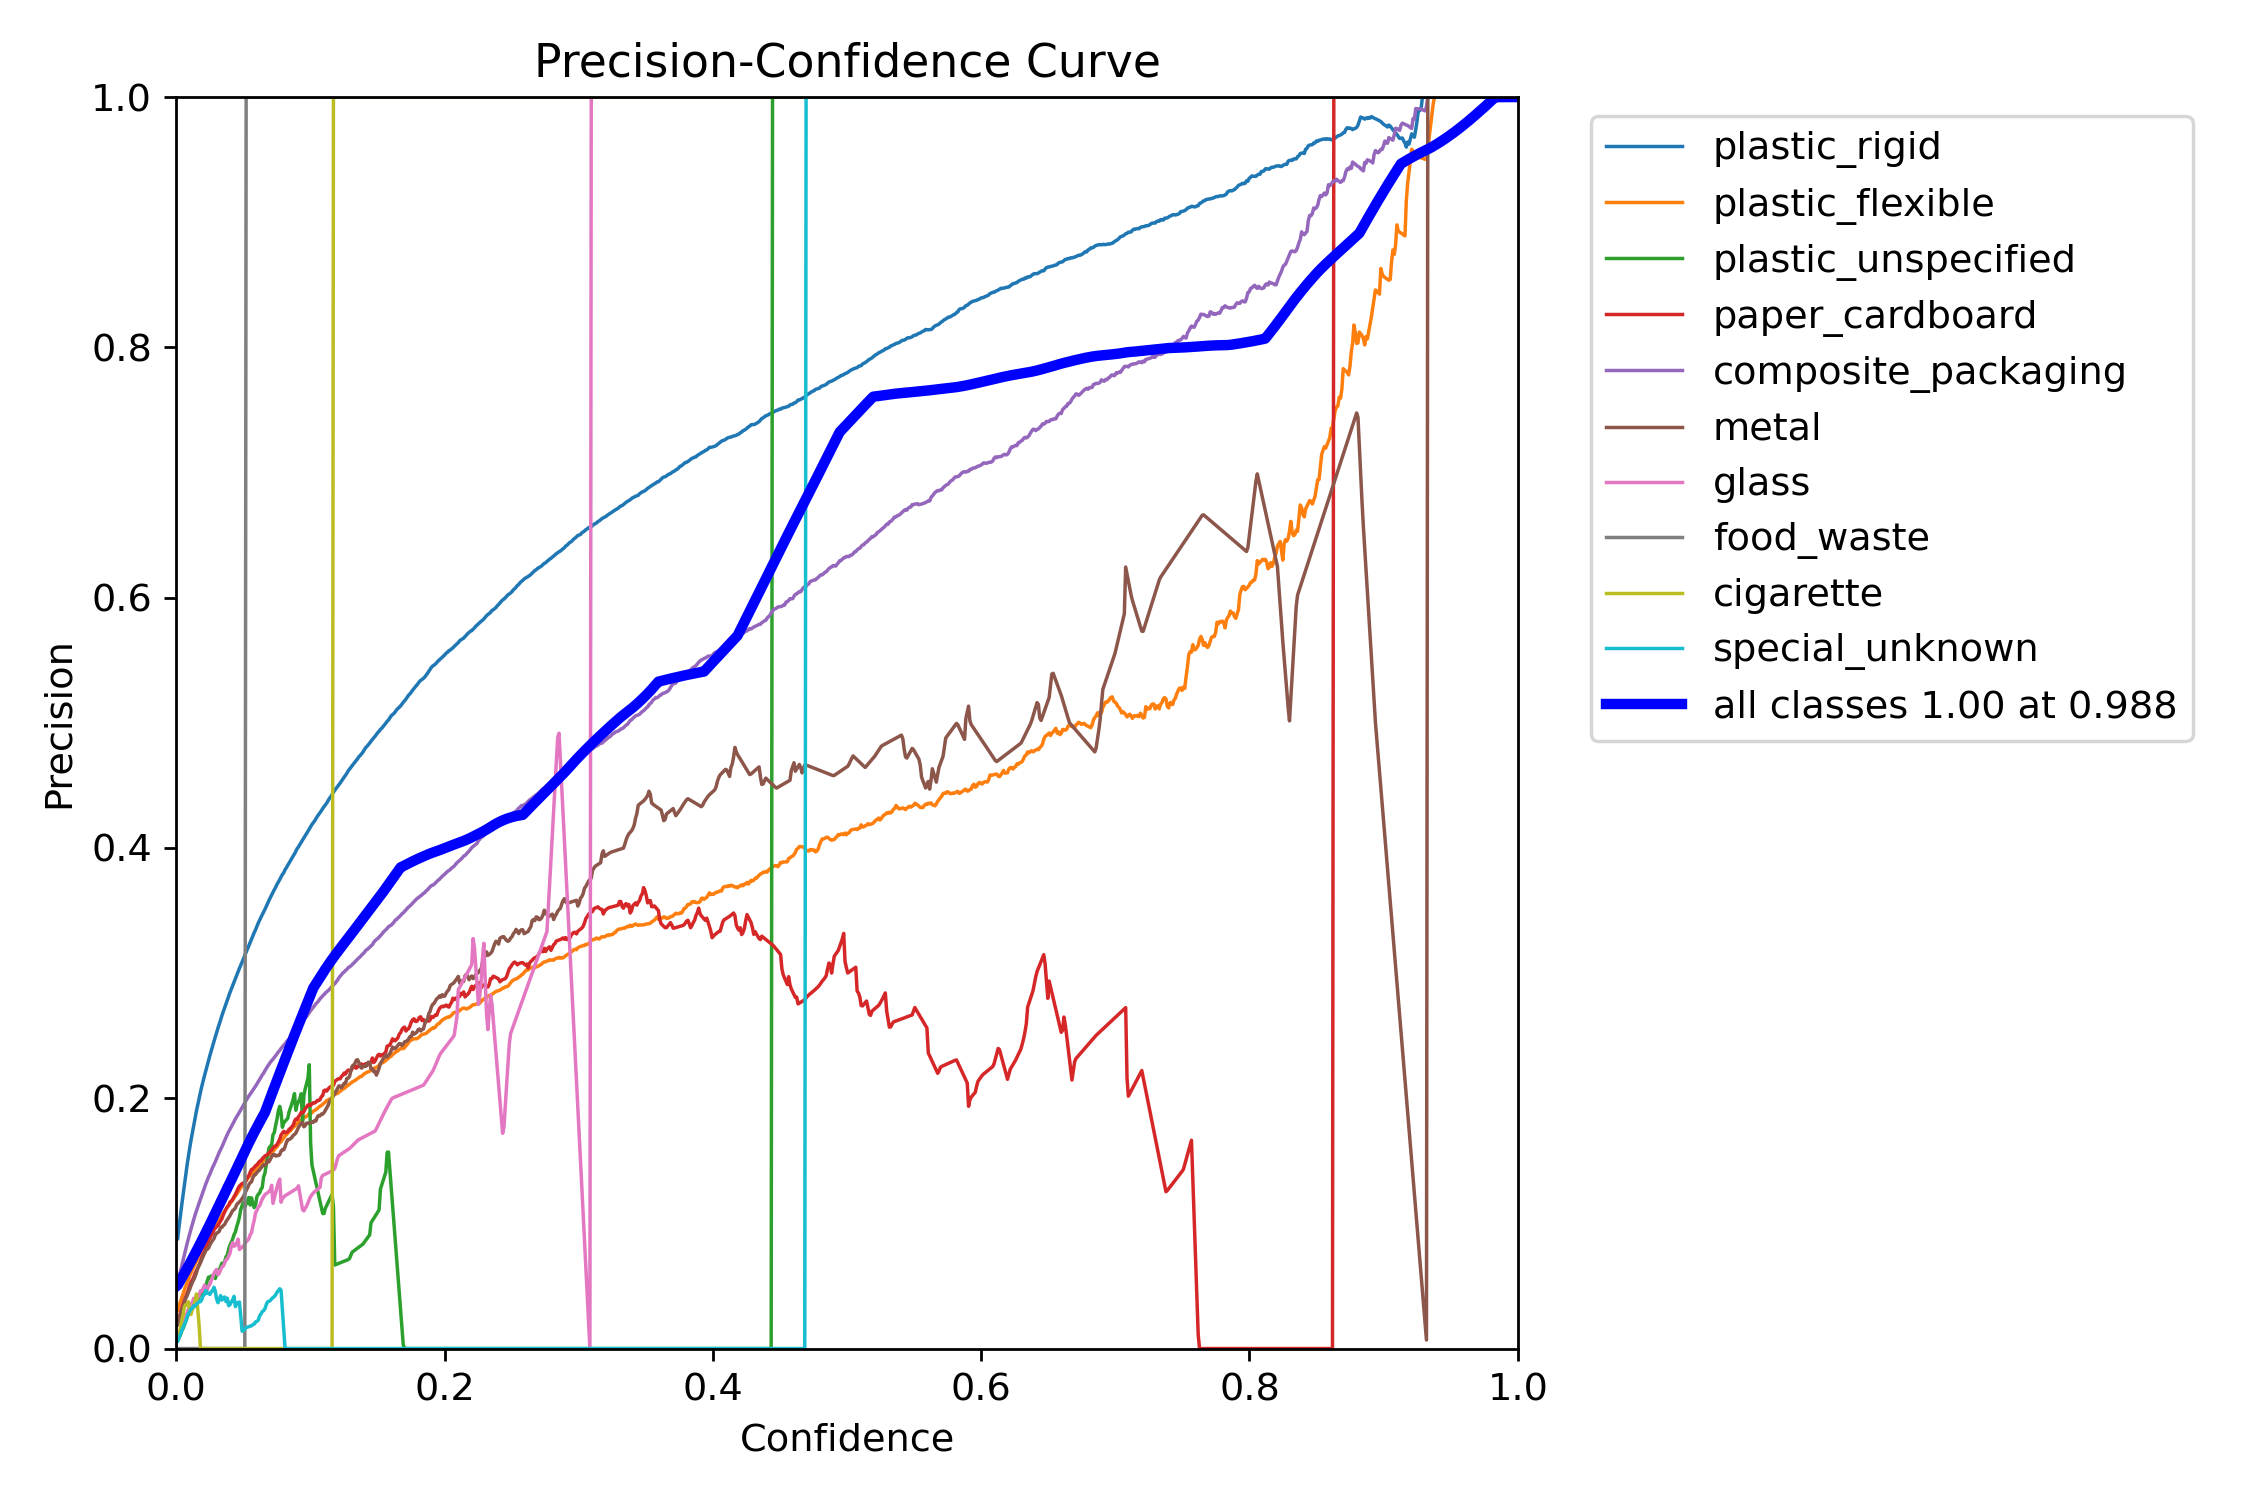 Precision-Confidence Curve
1.0
0.8
0.6
0.4
0.2
0.0
Precision
0.0 0.2 0.4 0.6 0.8 1.0
Confidence
plastic_rigid
plastic_flexible
plastic_unspecified
paper_cardboard
composite_packaging
metal
glass
food_waste
cigarette
special_unknown
all classes 1.00 at 0.988